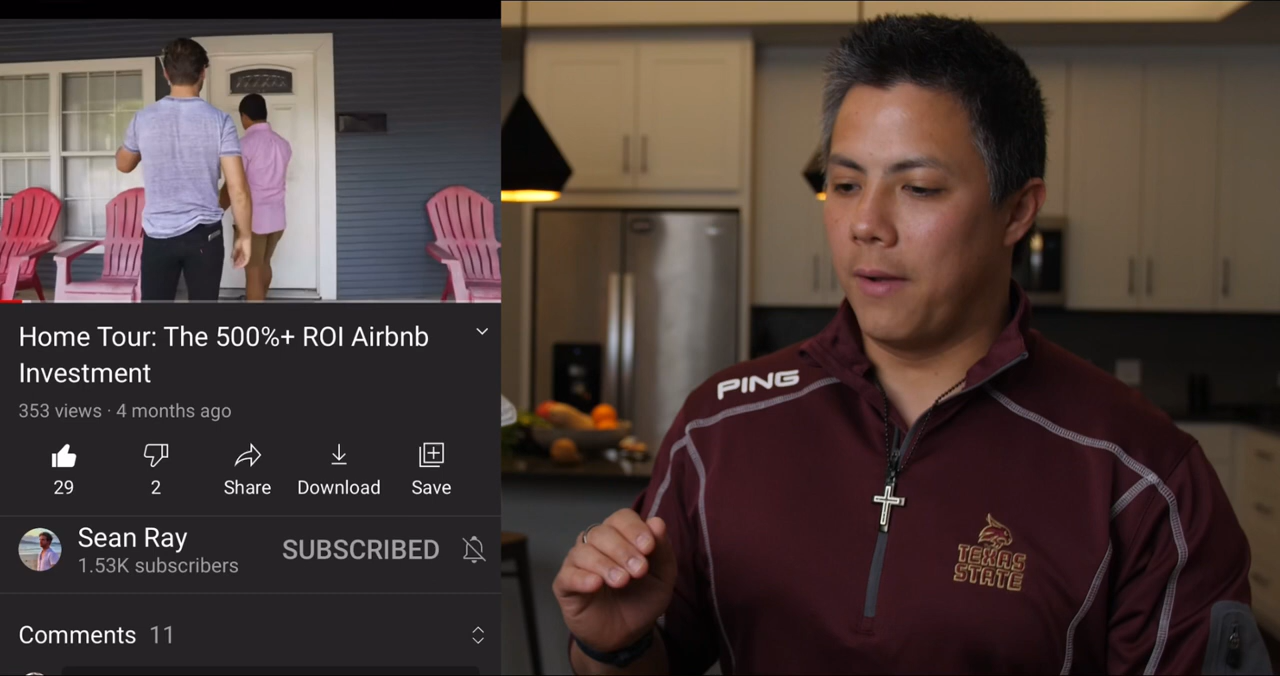 Home Tour: The 500%+ ROI Airbnb
Investment
353 views · 4 months ago
29
2
Share
Download
Save
Sean Ray
1.53K subscribers
SUBSCRIBED
Comments 11
PING
TEXAS
STATE